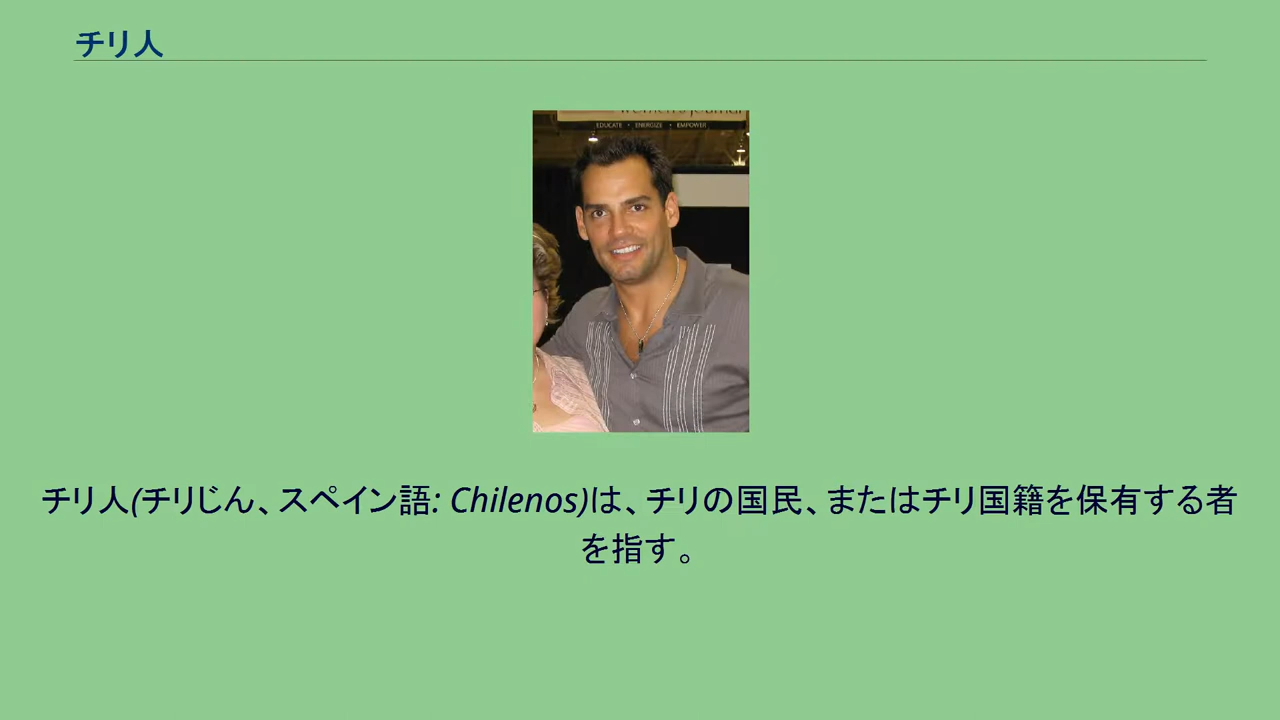 チリ人
women's journal
EDUCATE • ENERGIZE • EMPOWER
チリ人(チリじん、スペイン語: Chilenos)は、チリの国民、またはチリ国籍を保有する者
を指す。